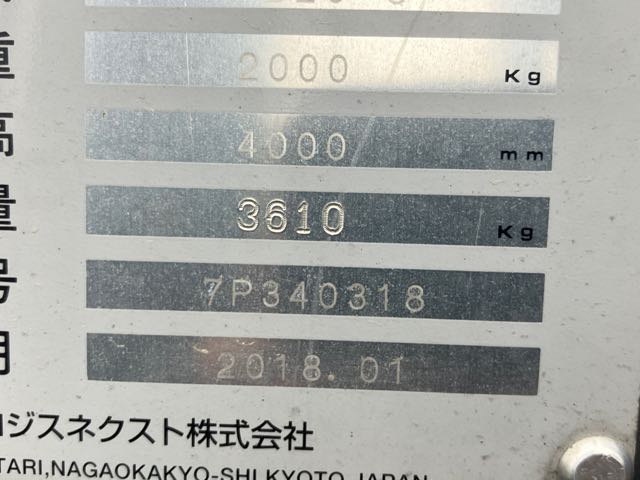 重 2000 Kg
高 4000 mm
量 3610 Kg
号 7P340318
月 2018.01
ロジスネクスト株式会社
TARI,NAGAOKAKYO-SHI,KYOTO JAPAN